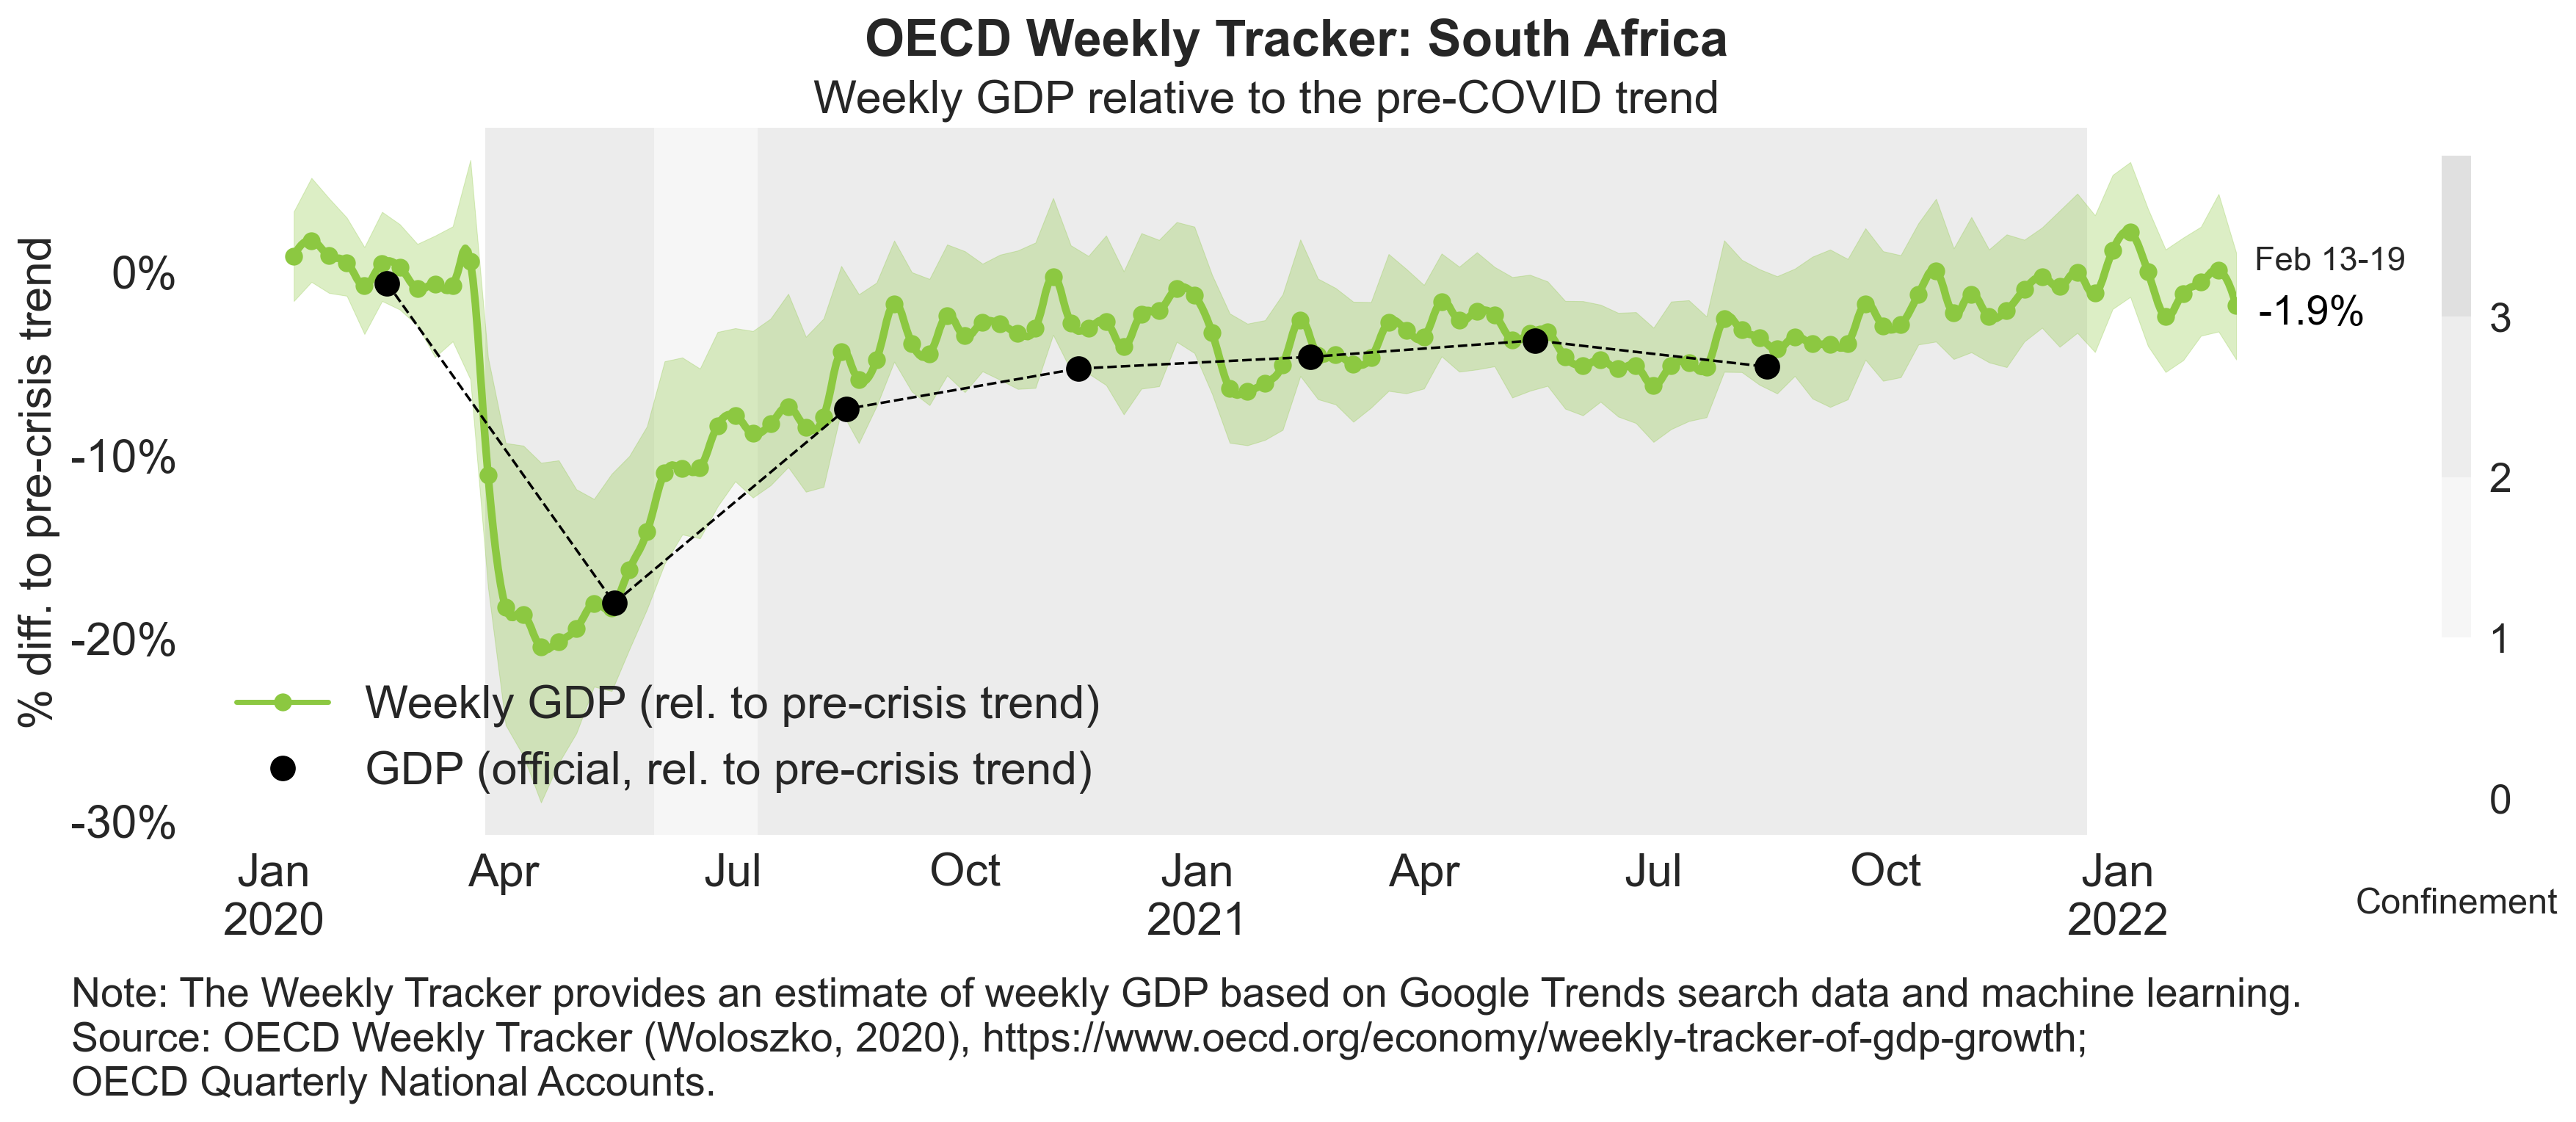 OECD Weekly Tracker: South Africa
Weekly GDP relative to the pre-COVID trend
% diff. to pre-crisis trend
0%
-10%
-20%
-30%
Feb 13-19
-1.9%
3
2
1
0
Weekly GDP (rel. to pre-crisis trend)
GDP (official, rel. to pre-crisis trend)
Jan Apr Jul Oct Jan Apr Jul Oct Jan
2020 2021 2022
Confinement
Note: The Weekly Tracker provides an estimate of weekly GDP based on Google Trends search data and machine learning.
Source: OECD Weekly Tracker (Woloszko, 2020), https://www.oecd.org/economy/weekly-tracker-of-gdp-growth;
OECD Quarterly National Accounts.